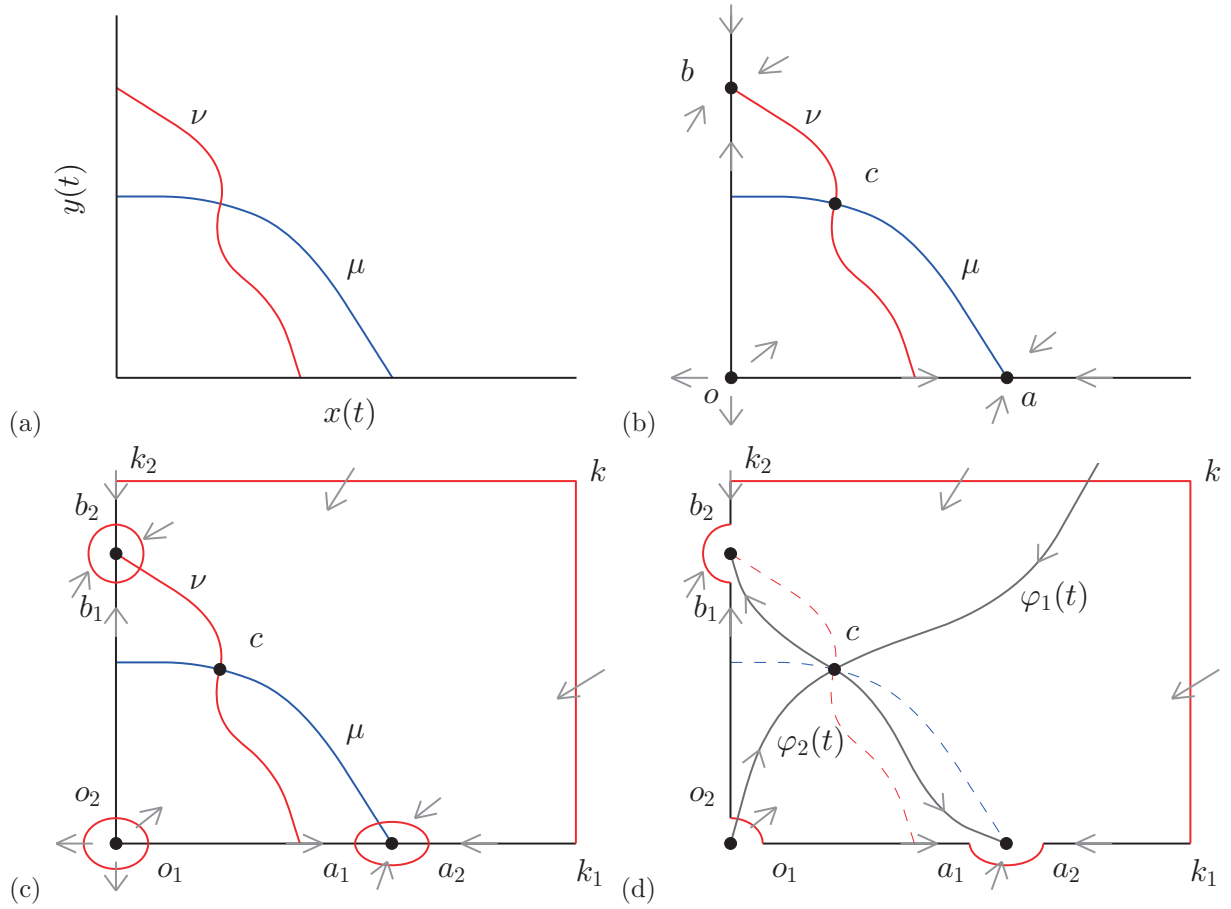 ν
y(t)
μ
x(t)
(a)
b
ν
c
μ
o
a
(b)
k₂
k
b₂
ν
b₁
c
μ
o₂
o₁
a₁
a₂
k₁
(c)
k₂
k
b₂
b₁
φ₁(t)
c
φ₂(t)
o₂
o₁
a₁
a₂
k₁
(d)